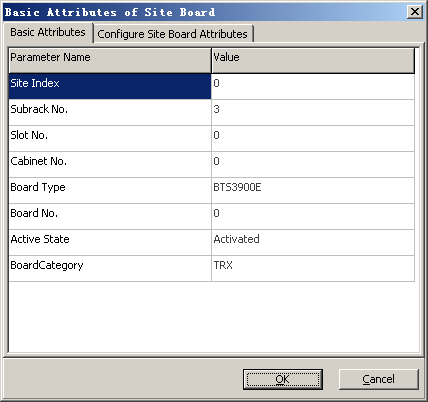 Basic Attributes of Site Board
Basic Attributes Configure Site Board Attributes
Parameter Name Value
Site Index 0
Subrack No. 3
Slot No. 0
Cabinet No. 0
Board Type BTS3900E
Board No. 0
Active State Activated
BoardCategory TRX
OK Cancel